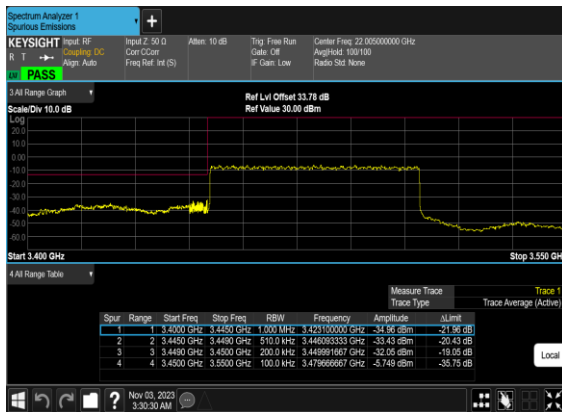 Spectrum Analyzer 1
Spurious Emissions
+
KEYSIGHT Input: RF Input Z: 50 Ω Atten: 10 dB Trig: Free Run Center Freq: 22.005000000 GHz
R T Coupling: DC Corr CCorr Gate: Off Avg|Hold: 100/100
Align: Auto Freq Ref: Int (S) IF Gain: Low Radio Std: None
PASS
3 All Range Graph
Ref Lvl Offset 33.78 dB
Scale/Div 10.0 dB Ref Value 30.00 dBm
Log
20.0
10.0
0.00
-10.0
-20.0
-30.0
-40.0
-50.0
-60.0
Start 3.400 GHz Stop 3.550 GH
4 All Range Table
Measure Trace Trace 1
Trace Type Trace Average (Active)
Spur Range Start Freq Stop Freq RBW Frequency Amplitude ΔLimit
1 1 3.4000 GHz 3.4450 GHz 1.000 MHz 3.423100000 GHz -34.96 dBm -21.96 dB
2 2 3.4450 GHz 3.4490 GHz 510.0 kHz 3.446093333 GHz -33.43 dBm -20.43 dB
3 3 3.4490 GHz 3.4500 GHz 200.0 kHz 3.449991667 GHz -32.05 dBm -19.05 dB
4 4 3.4500 GHz 3.5500 GHz 100.0 kHz 3.479666667 GHz -5.749 dBm -35.75 dB
Local
? Nov 03, 2023
3:30:30 AM